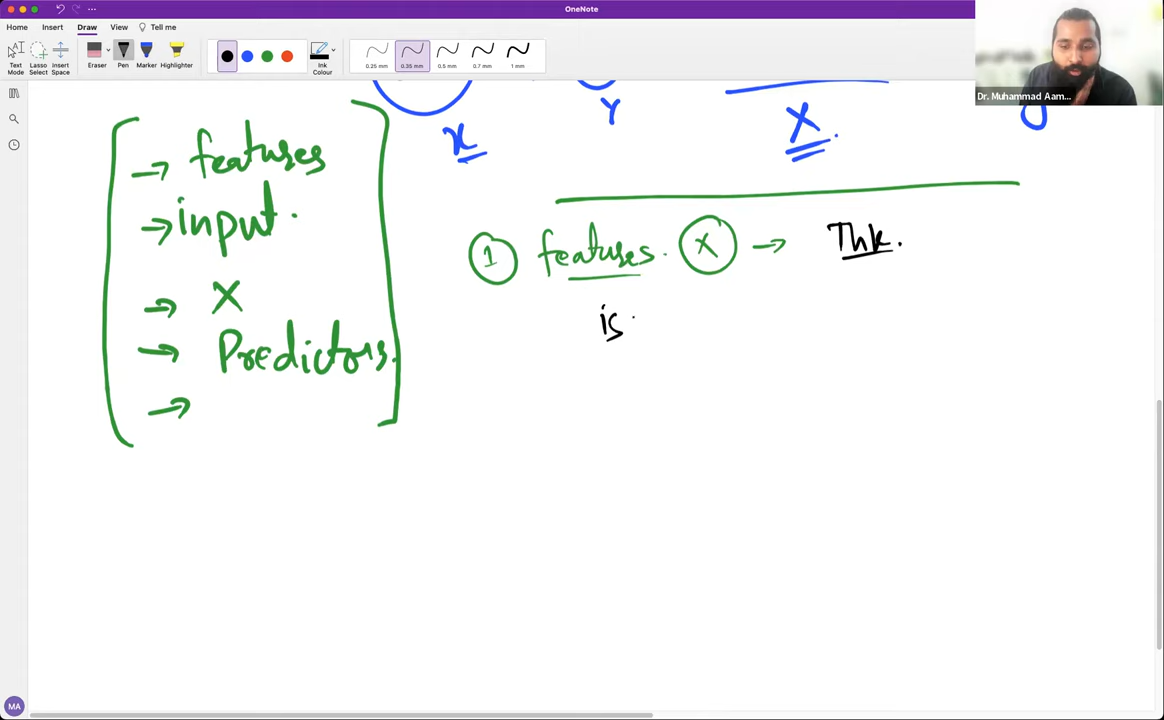 OneNote
Home Insert Draw View Tell me
Text Mode
Lasso Select
Insert Space
Eraser
Pen
Marker
Highlighter
0.25 mm
0.35 mm
0.5 mm
0.7 mm
1 mm
Ink Colour
Dr. Muhammad Aam...
x
Y
X.
y
→ features
→ input.
→ X
→ Predictors.
→
1 features. X → Thk.
is.
MA